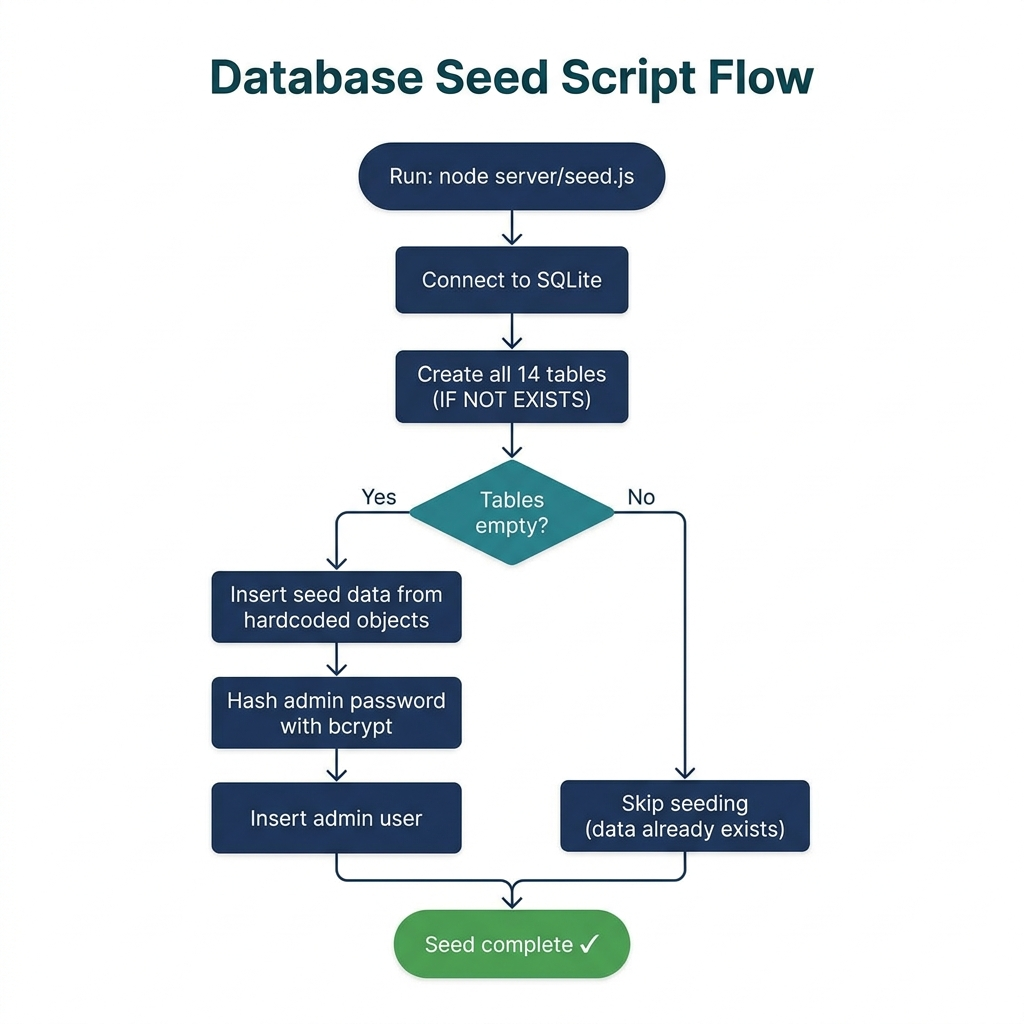 Database Seed Script Flow
Run: node server/seed.js
Connect to SQLite
Create all 14 tables
(IF NOT EXISTS)
Tables
empty?
Yes
No
Insert seed data from
hardcoded objects
Hash admin password
with bcrypt
Insert admin user
Skip seeding
(data already exists)
Seed complete ✓